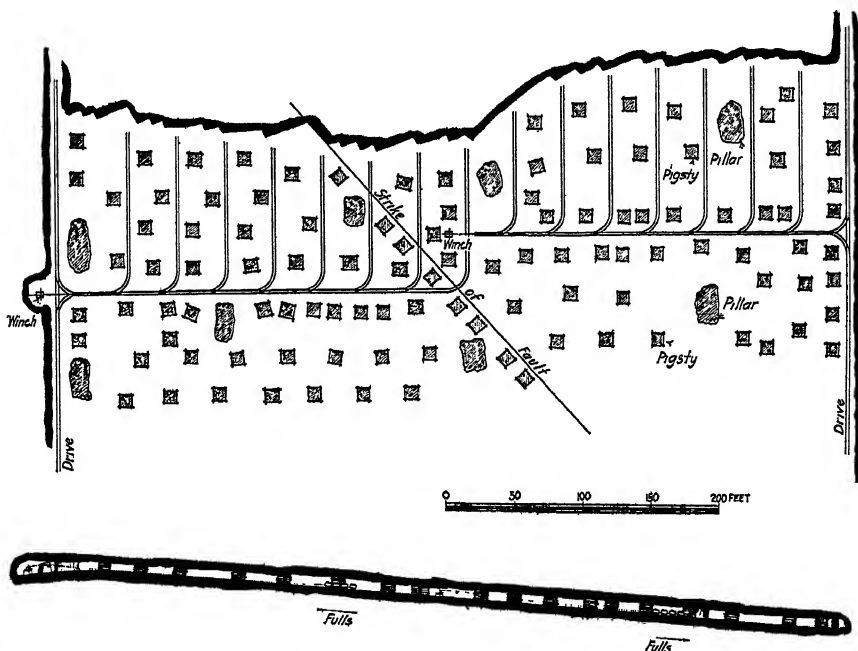 Pillar
Pigsty
Strike
of
Fault
Winch
Winch
Pillar
Pigsty
Drive
Drive
0 50 100 150 200 FEET
Falls
Falls